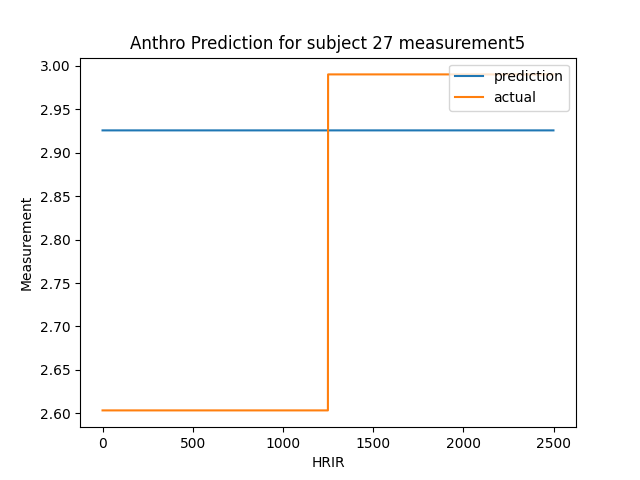 Anthro Prediction for subject 27 measurement5
3.00
2.95
2.90
2.85
2.80
2.75
2.70
2.65
2.60
Measurement
prediction
actual
0 500 1000 1500 2000 2500
HRIR